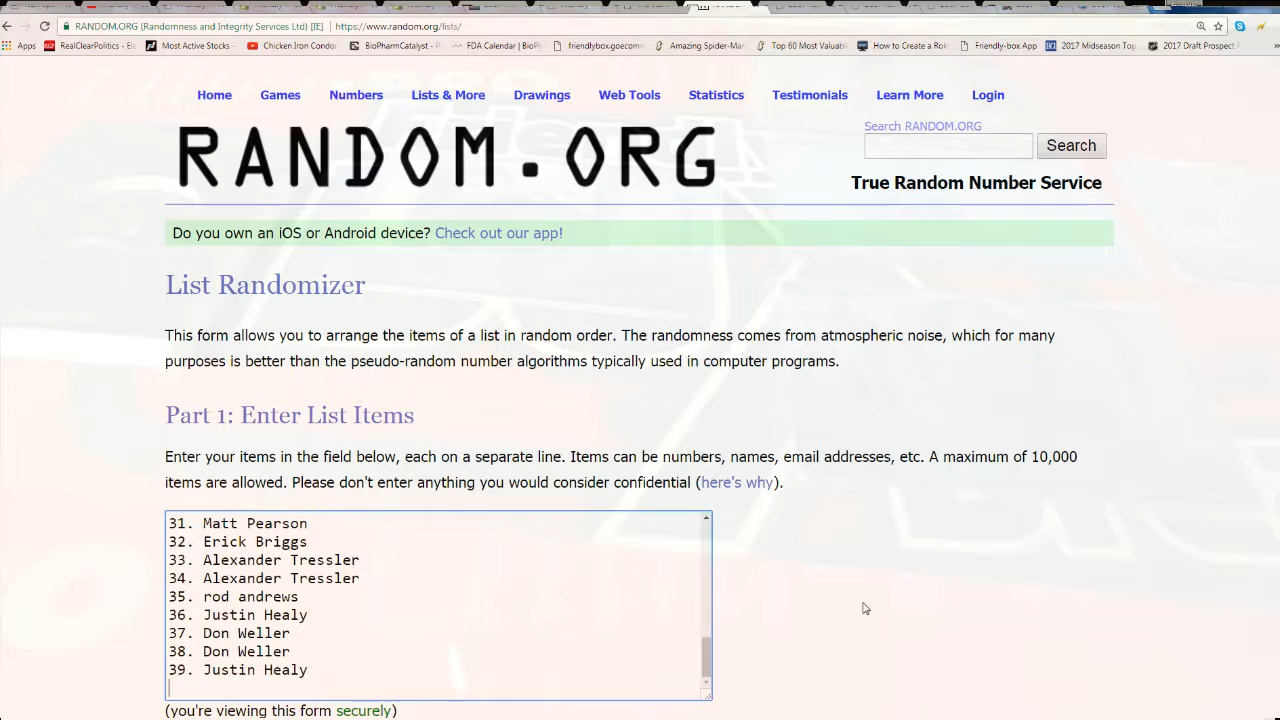 RANDOM.ORG (Randomness and Integrity Services Ltd) [IE] https://www.random.org/lists/
Apps RealClearPolitics - El Most Active Stocks - Chicken Iron Condor BioPharmCatalyst - FDA Calendar | BioPh friendlybox.goecomm Amazing Spider-Man Top 60 Most Valuabl How to Create a Rok Friendly-box App 2017 Midseason Top 2017 Draft Prospect
Home Games Numbers Lists & More Drawings Web Tools Statistics Testimonials Learn More Login
Search RANDOM.ORG
RANDOM.ORG
Search
True Random Number Service
Do you own an iOS or Android device? Check out our app!
List Randomizer
This form allows you to arrange the items of a list in random order. The randomness comes from atmospheric noise, which for many
purposes is better than the pseudo-random number algorithms typically used in computer programs.
Part 1: Enter List Items
Enter your items in the field below, each on a separate line. Items can be numbers, names, email addresses, etc. A maximum of 10,000
items are allowed. Please don't enter anything you would consider confidential (here's why).
31. Matt Pearson
32. Erick Briggs
33. Alexander Tressler
34. Alexander Tressler
35. rod andrews
36. Justin Healy
37. Don Weller
38. Don Weller
39. Justin Healy
(you're viewing this form securely)